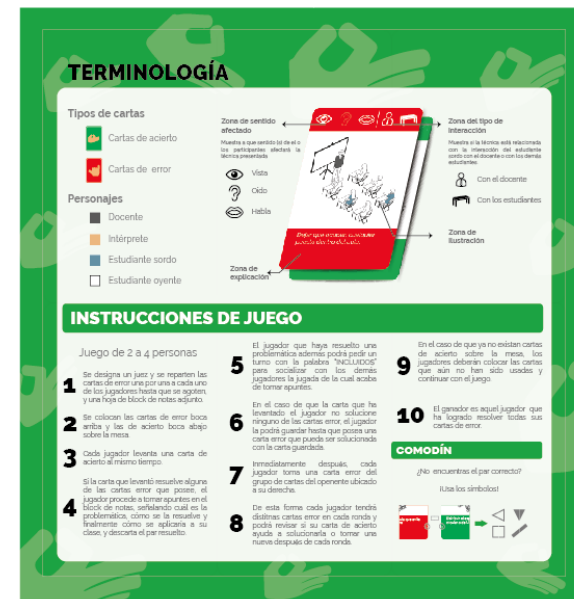 TERMINOLOGÍA
Tipos de cartas
Cartas de acierto
Cartas de error
Personajes
Docente
Intérprete
Estudiante sordo
Estudiante oyente
Zona de sentido
afectado
Muestra a que sentido (s) de el o
los participantes afectará la
técnica presentada.
Vista
Oído
Habla
Zona de
explicación
Zona del tipo de
interacción
Muestra si la técnica está relacionada
con la interacción del estudiante
sordo con el docente o con los demás
estudiantes.
Con el docente
Con los estudiantes
Zona de
ilustración
INSTRUCCIONES DE JUEGO
Juego de 2 a 4 personas
1 Se designa un juez y se reparten las
cartas de error una por una a cada uno
de los jugadores hasta que se agoten,
y una hoja de block de notas adjunto.
2 Se colocan las cartas de error boca
arriba y las de acierto boca abajo
sobre la mesa.
3 Cada jugador levanta una carta de
acierto al mismo tiempo.
4 Si la carta que levantó resuelve alguna
de las cartas error que posee, el
jugador procede a tomar apuntes en el
block de notas, señalando cuál es la
problemática, cómo se la resuelve y
finalmente cómo se aplicaría a su
clase, y descarta el par resuelto.
5 El jugador que haya resuelto una
problemática además podrá pedir un
turno con la palabra "INCLUIDOS"
para socializar con los demás
jugadores la jugada de la cual acaba
de tomar apuntes.
6 En el caso de que la carta que ha
levantado el jugador no solucione
ninguno de las cartas error, el jugador
la podrá guardar hasta que posea una
carta error que pueda ser solucionada
con la carta guardada.
7 Inmediatamente después, cada
jugador toma una carta error del
grupo de cartas del openente ubicado
a su derecha.
8 De esta forma cada jugador tendrá
distitnas cartas error en cada ronda y
podrá revisar si su carta de acierto
ayuda a solucionarla o tomar una
nueva después de cada ronda.
9 En el caso de que ya no existan cartas
de acierto sobre la mesa, los
jugadores deberán colocar las cartas
que aún no han sido usadas y
continuar con el juego.
10 El ganador es aquel jugador que
ha logrado resolver todas sus
cartas de error.
COMODÍN
¿No encuentras el par correcto?
¡Usa los símbolos!